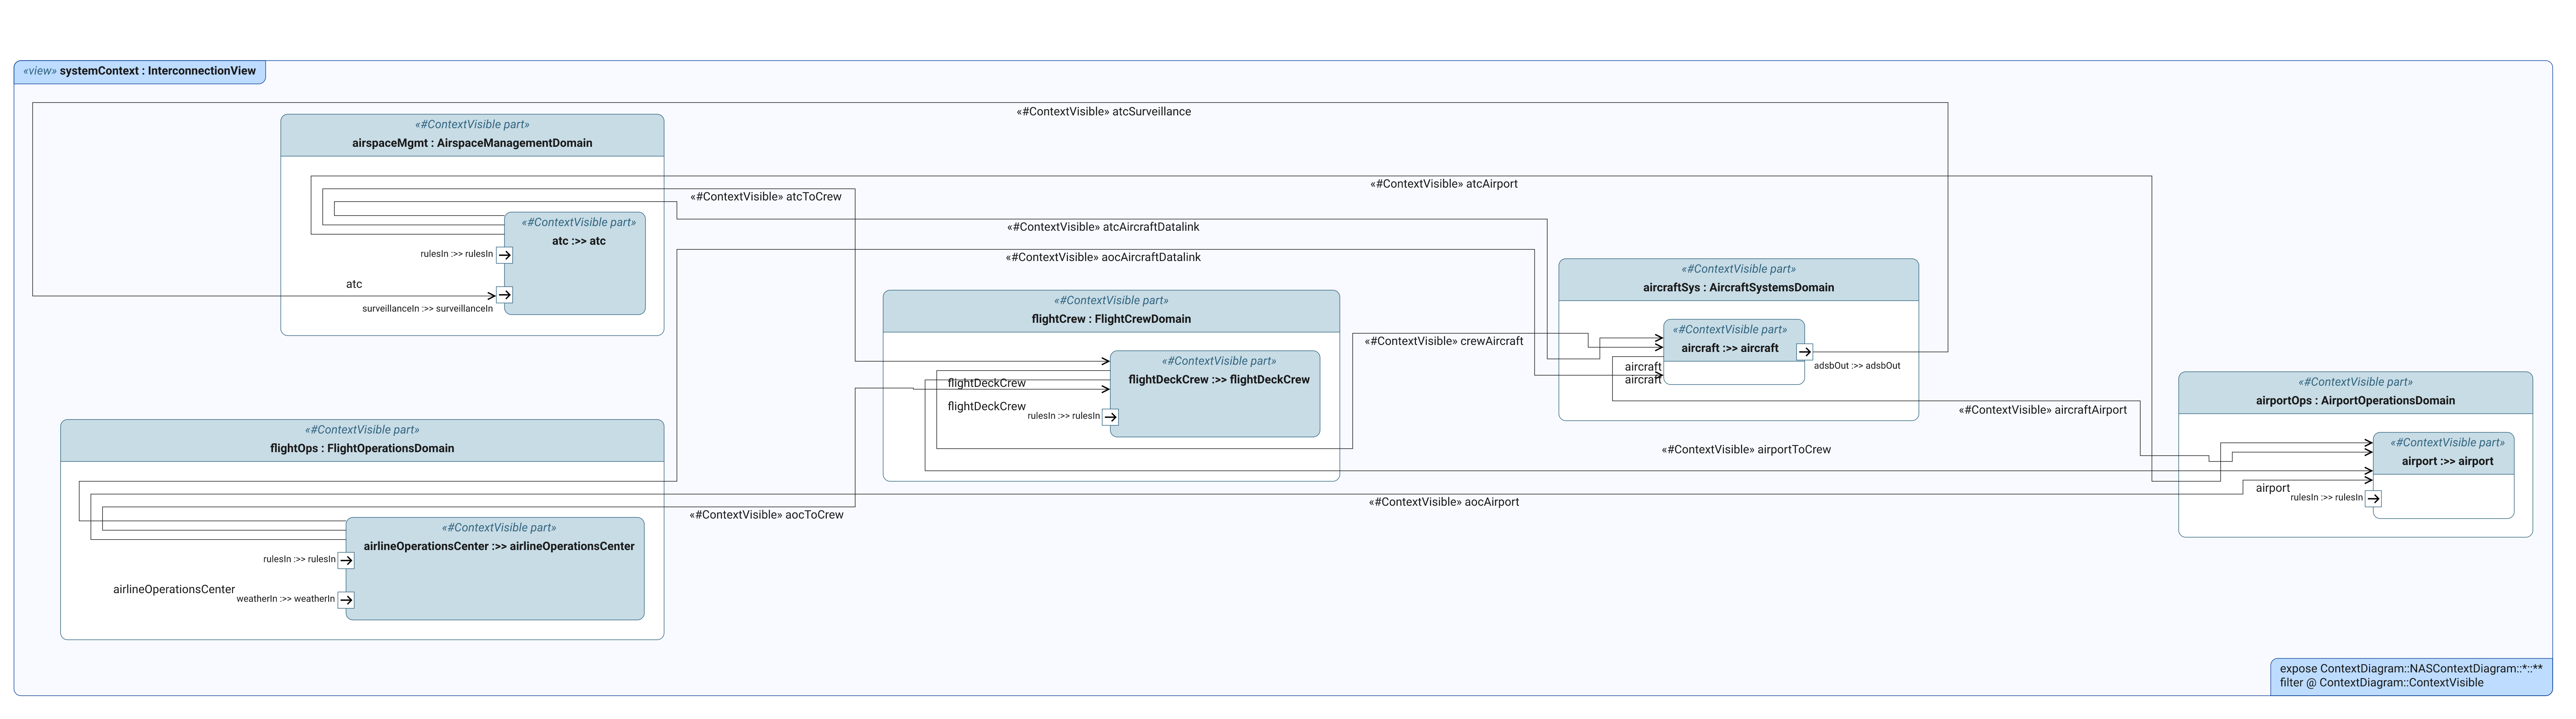 «view» systemContext : InterconnectionView
«#ContextVisible» atcSurveillance
«#ContextVisible part»
airspaceMgmt : AirspaceManagementDomain
«#ContextVisible» atcAirport
«#ContextVisible» atcToCrew
«#ContextVisible part»
atc :>> atc
rulesIn :>> rulesIn
atc
surveillanceIn :>> surveillanceIn
«#ContextVisible» atcAircraftDatalink
«#ContextVisible» aocAircraftDatalink
«#ContextVisible part»
flightCrew : FlightCrewDomain
«#ContextVisible part»
flightDeckCrew :>> flightDeckCrew
flightDeckCrew
flightDeckCrew
rulesIn :>> rulesIn
«#ContextVisible» crewAircraft
«#ContextVisible part»
aircraftSys : AircraftSystemsDomain
«#ContextVisible part»
aircraft :>> aircraft
aircraft
aircraft
adsbOut :>> adsbOut
«#ContextVisible» aircraftAirport
«#ContextVisible» airportToCrew
«#ContextVisible part»
airportOps : AirportOperationsDomain
«#ContextVisible part»
airport :>> airport
airport
rulesIn :>> rulesIn
«#ContextVisible part»
flightOps : FlightOperationsDomain
«#ContextVisible» aocAirport
«#ContextVisible» aocToCrew
«#ContextVisible part»
airlineOperationsCenter :>> airlineOperationsCenter
rulesIn :>> rulesIn
airlineOperationsCenter
weatherIn :>> weatherIn
expose ContextDiagram::NASContextDiagram::*::**
filter @ ContextDiagram::ContextVisible